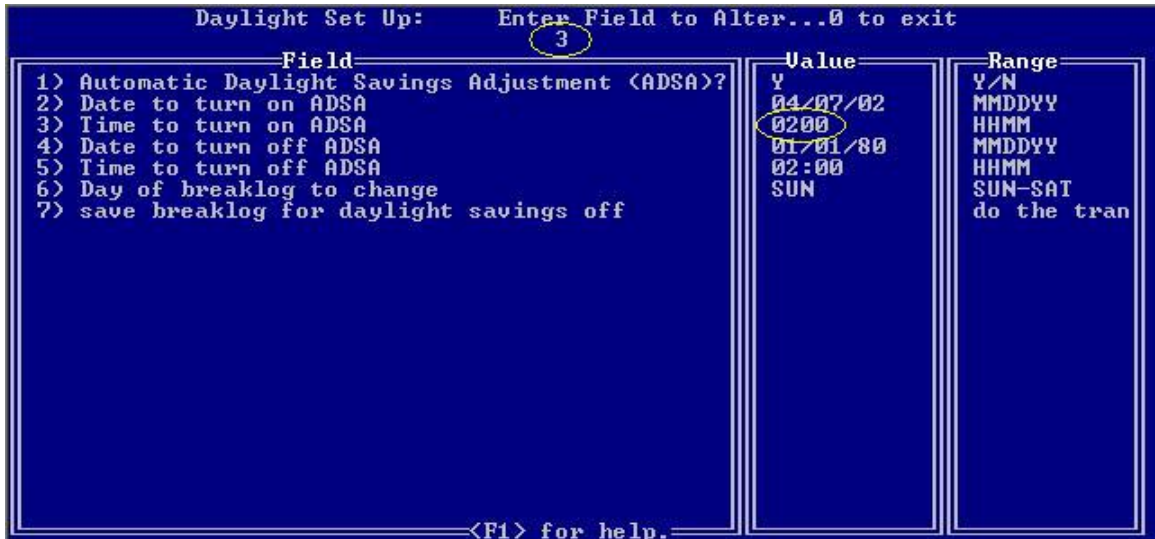 Daylight Set Up: Enter Field to Alter...0 to exit
3
Field Value Range
1) Automatic Daylight Savings Adjustment (ADSA)? Y Y/N
2) Date to turn on ADSA 04/07/02 MMDDYY
3) Time to turn on ADSA 0200 HHMM
4) Date to turn off ADSA 01/01/80 MMDDYY
5) Time to turn off ADSA 02:00 HHMM
6) Day of breaklog to change SUN SUN-SAT
7) save breaklog for daylight savings off do the tran
<F1> for help.